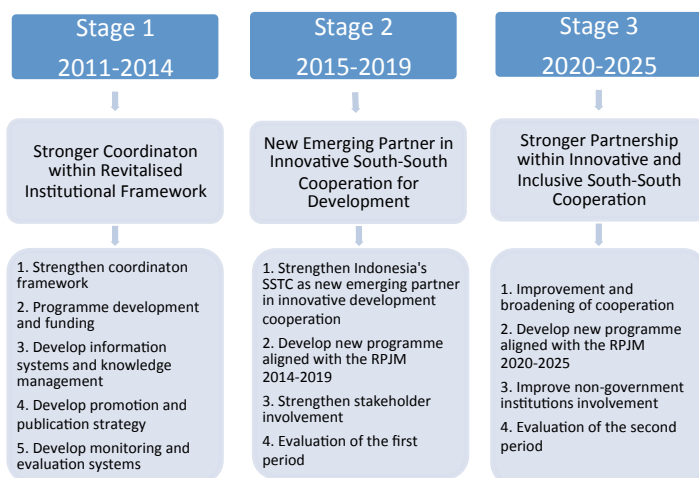 Stage 1
2011-2014
Stronger Coordinaton
within Revitalised
Institutional Framework
1. Strengthen coordinaton
framework
2. Programme development
and funding
3. Develop information
systems and knowledge
management
4. Develop promotion and
publication strategy
5. Develop monitoring and
evaluation systems
Stage 2
2015-2019
New Emerging Partner in
Innovative South-South
Cooperation for
Development
1. Strengthen Indonesia's
SSTC as new emerging partner
in innovative development
cooperation
2. Develop new programme
aligned with the RPJM
2014-2019
3. Strengthen stakeholder
involvement
4. Evaluation of the first
period
Stage 3
2020-2025
Stronger Partnership
within Innovative and
Inclusive South-South
Cooperation
1. Improvement and
broadening of cooperation
2. Develop new programme
aligned with the RPJM
2020-2025
3. Improve non-government
institutions involvement
4. Evaluation of the second
period